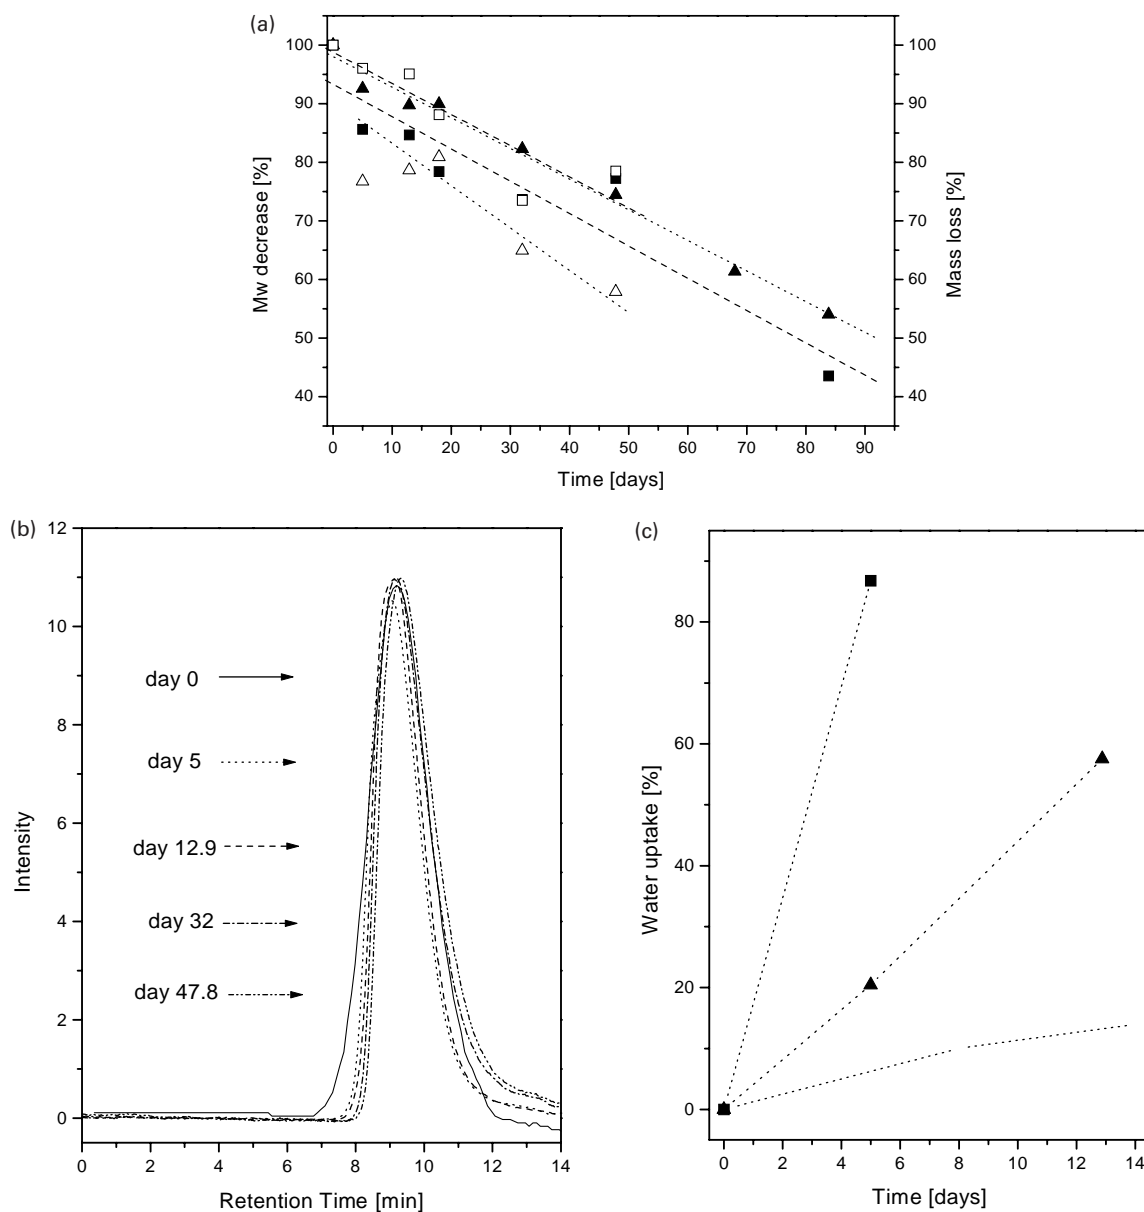 (a)
100
90
80
70
60
50
40
Mw decrease [%]
100
90
80
70
60
50
40
Mass loss [%]
0 10 20 30 40 50 60 70 80 90
Time [days]
(b)
12
10
8
6
4
2
0
Intensity
day 0
day 5
day 12.9
day 32
day 47.8
0 2 4 6 8 10 12 14
Retention Time [min]
(c)
80
60
40
20
0
Water uptake [%]
0 2 4 6 8 10 12 14
Time [days]